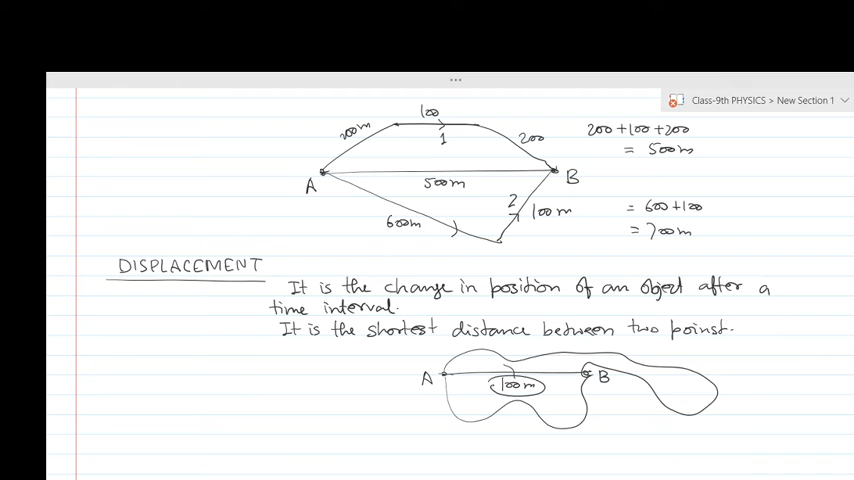 Class-9th PHYSICS > New Section 1
100
200m
1
200
200+100+200
= 500m
A
500m
B
2
100m
600m
= 600+100
= 700m
DISPLACEMENT
It is the change in position of an object after a
time interval.
It is the shortest distance between two poinst.
A
100m
B